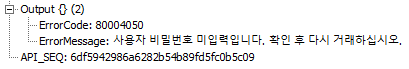 Output {} (2)
ErrorCode: 80004050
ErrorMessage: 사용자 비밀번호 미입력입니다. 확인 후 다시 거래하십시오.
API_SEQ: 6df5942986a6282b54b89fd5fc0b5c09